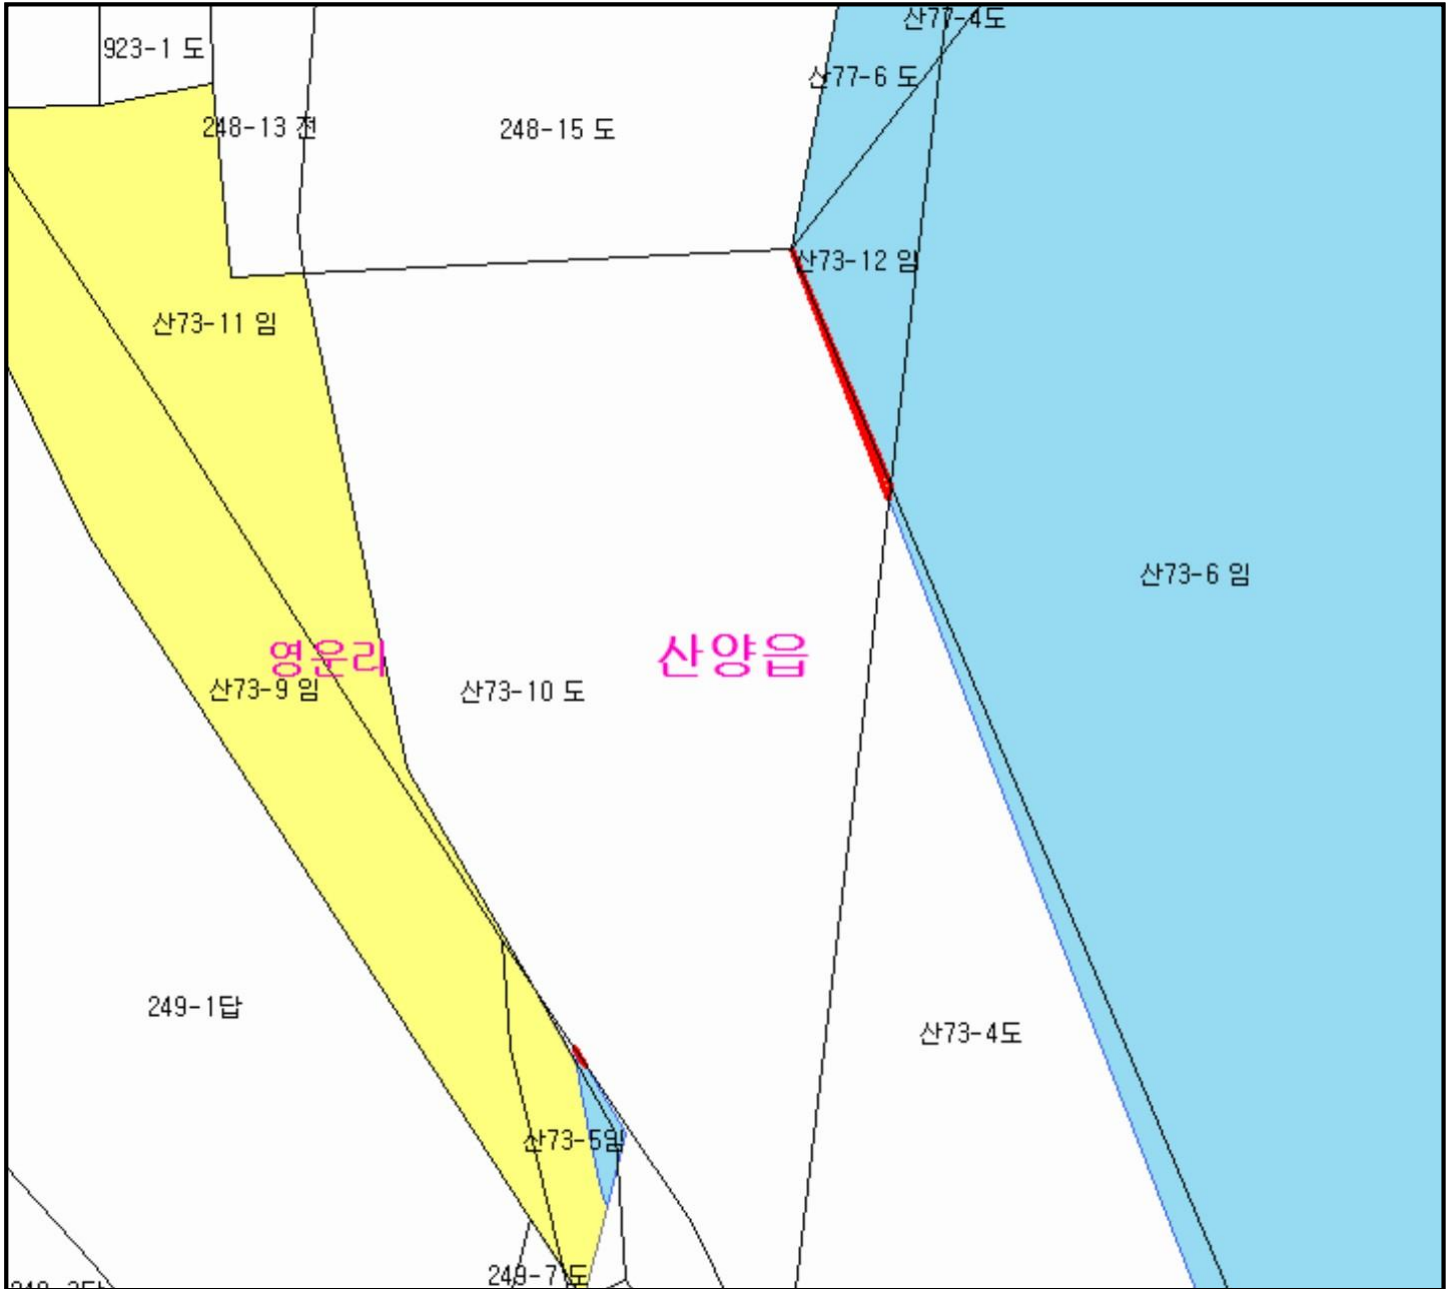 산77-4도
923-1 도
산77-6 도
248-13 전
248-15 도
산73-12 임
산73-11 임
산73-6 임
영운리
산양읍
산73-9 임
산73-10 도
249-1답
산73-4도
산73-5임
249-7 도